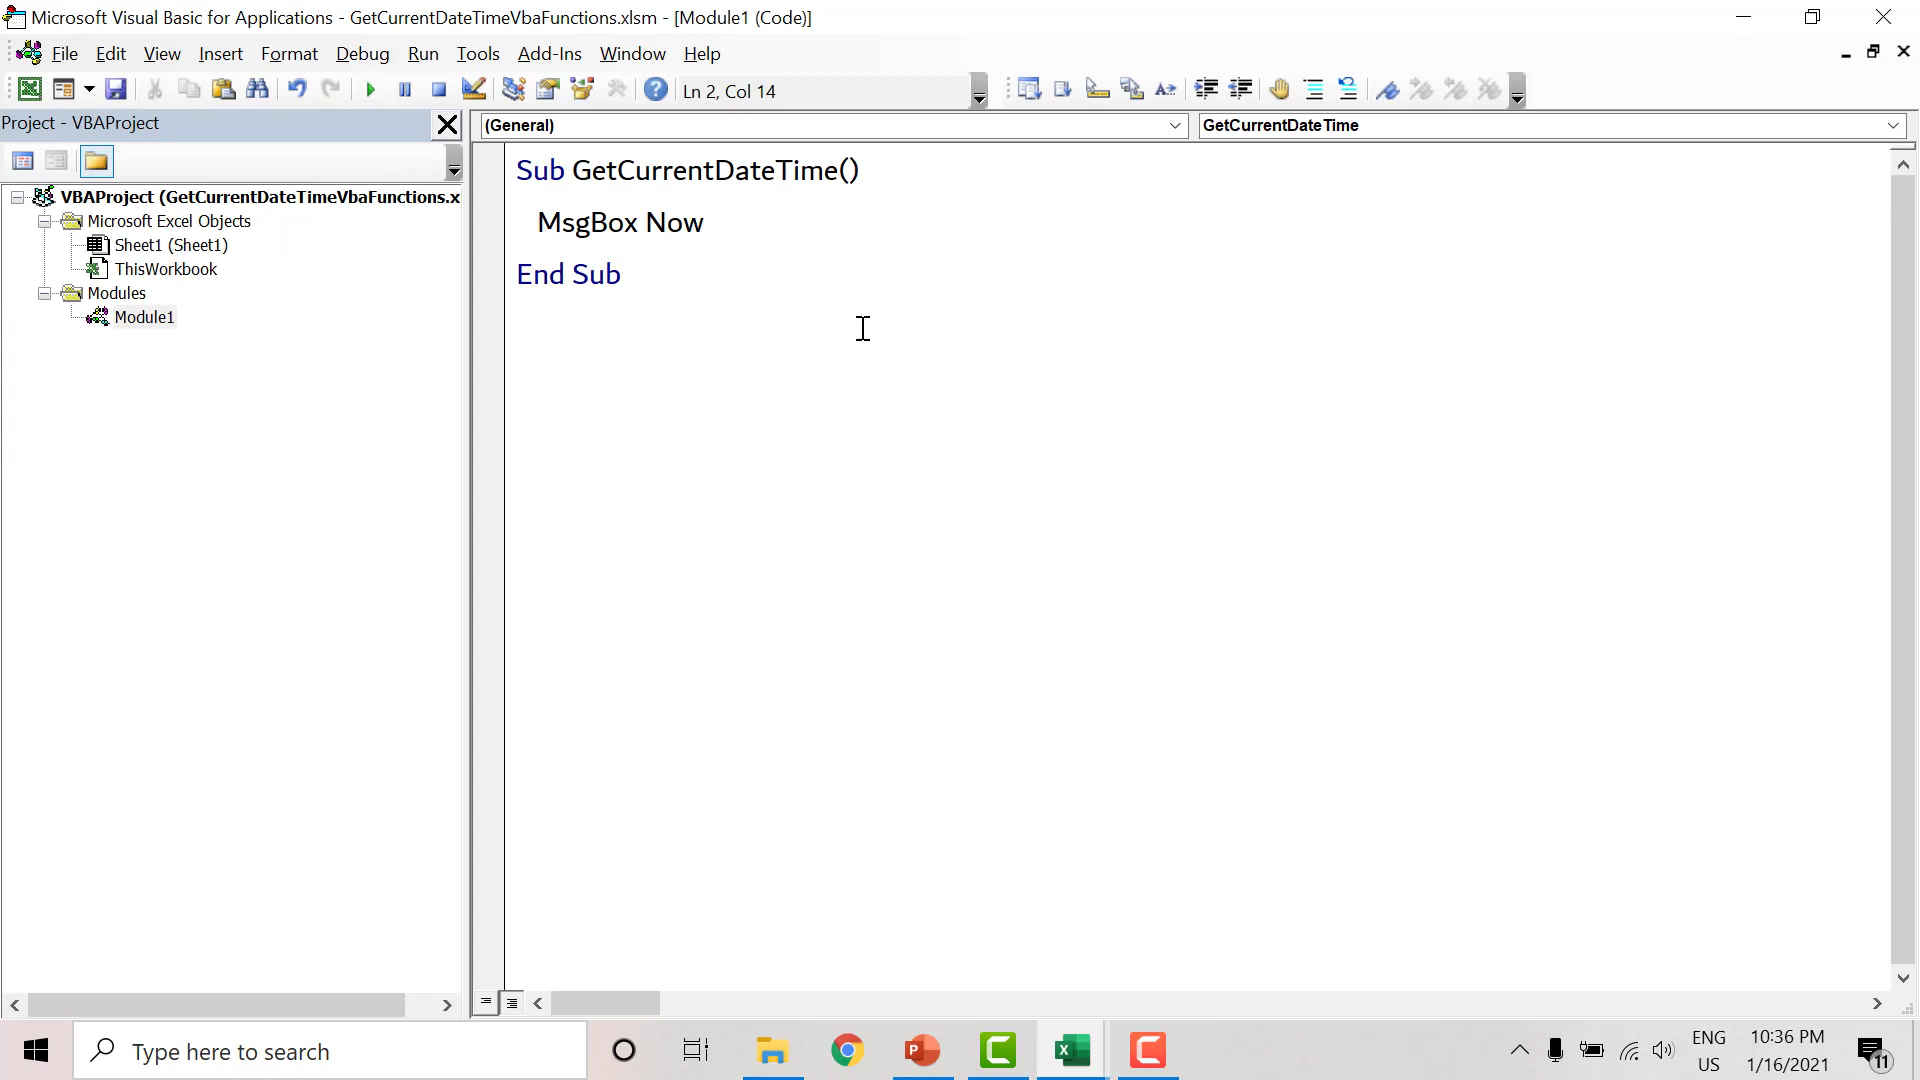 Microsoft Visual Basic for Applications - GetCurrentDateTimeVbaFunctions.xlsm - [Module1 (Code)]
File Edit View Insert Format Debug Run Tools Add-Ins Window Help
Ln 2, Col 14
Project - VBAProject
(General)
GetCurrentDateTime
VBAProject (GetCurrentDateTimeVbaFunctions.x
Microsoft Excel Objects
Sheet1 (Sheet1)
ThisWorkbook
Modules
Module1
Sub GetCurrentDateTime()
MsgBox Now
End Sub
Type here to search
ENG
US
10:36 PM
1/16/2021
11